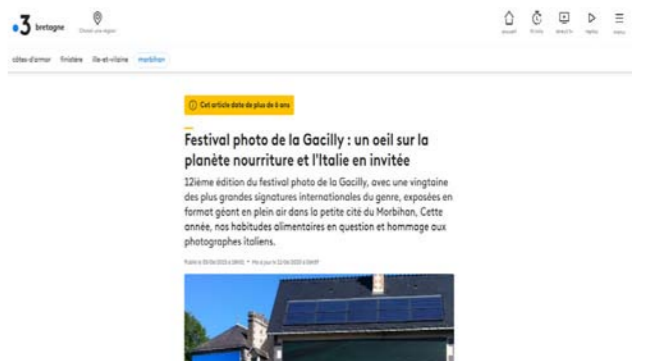 3 bretagne
accueil
replay
menu
côtes d'armor finistère ille-et-vilaine morbihan
Cet article date de plus de 6 ans
Festival photo de la Gacilly : un oeil sur la
planète nourriture et l'Italie en invitée
12ième édition du festival photo de la Gacilly, avec une vingtaine
des plus grandes signatures internationales du genre, exposées en
format géant en plein air dans la petite cité du Morbihan, Cette
année, nos habitudes alimentaires en question et hommage aux
photographes italiens.